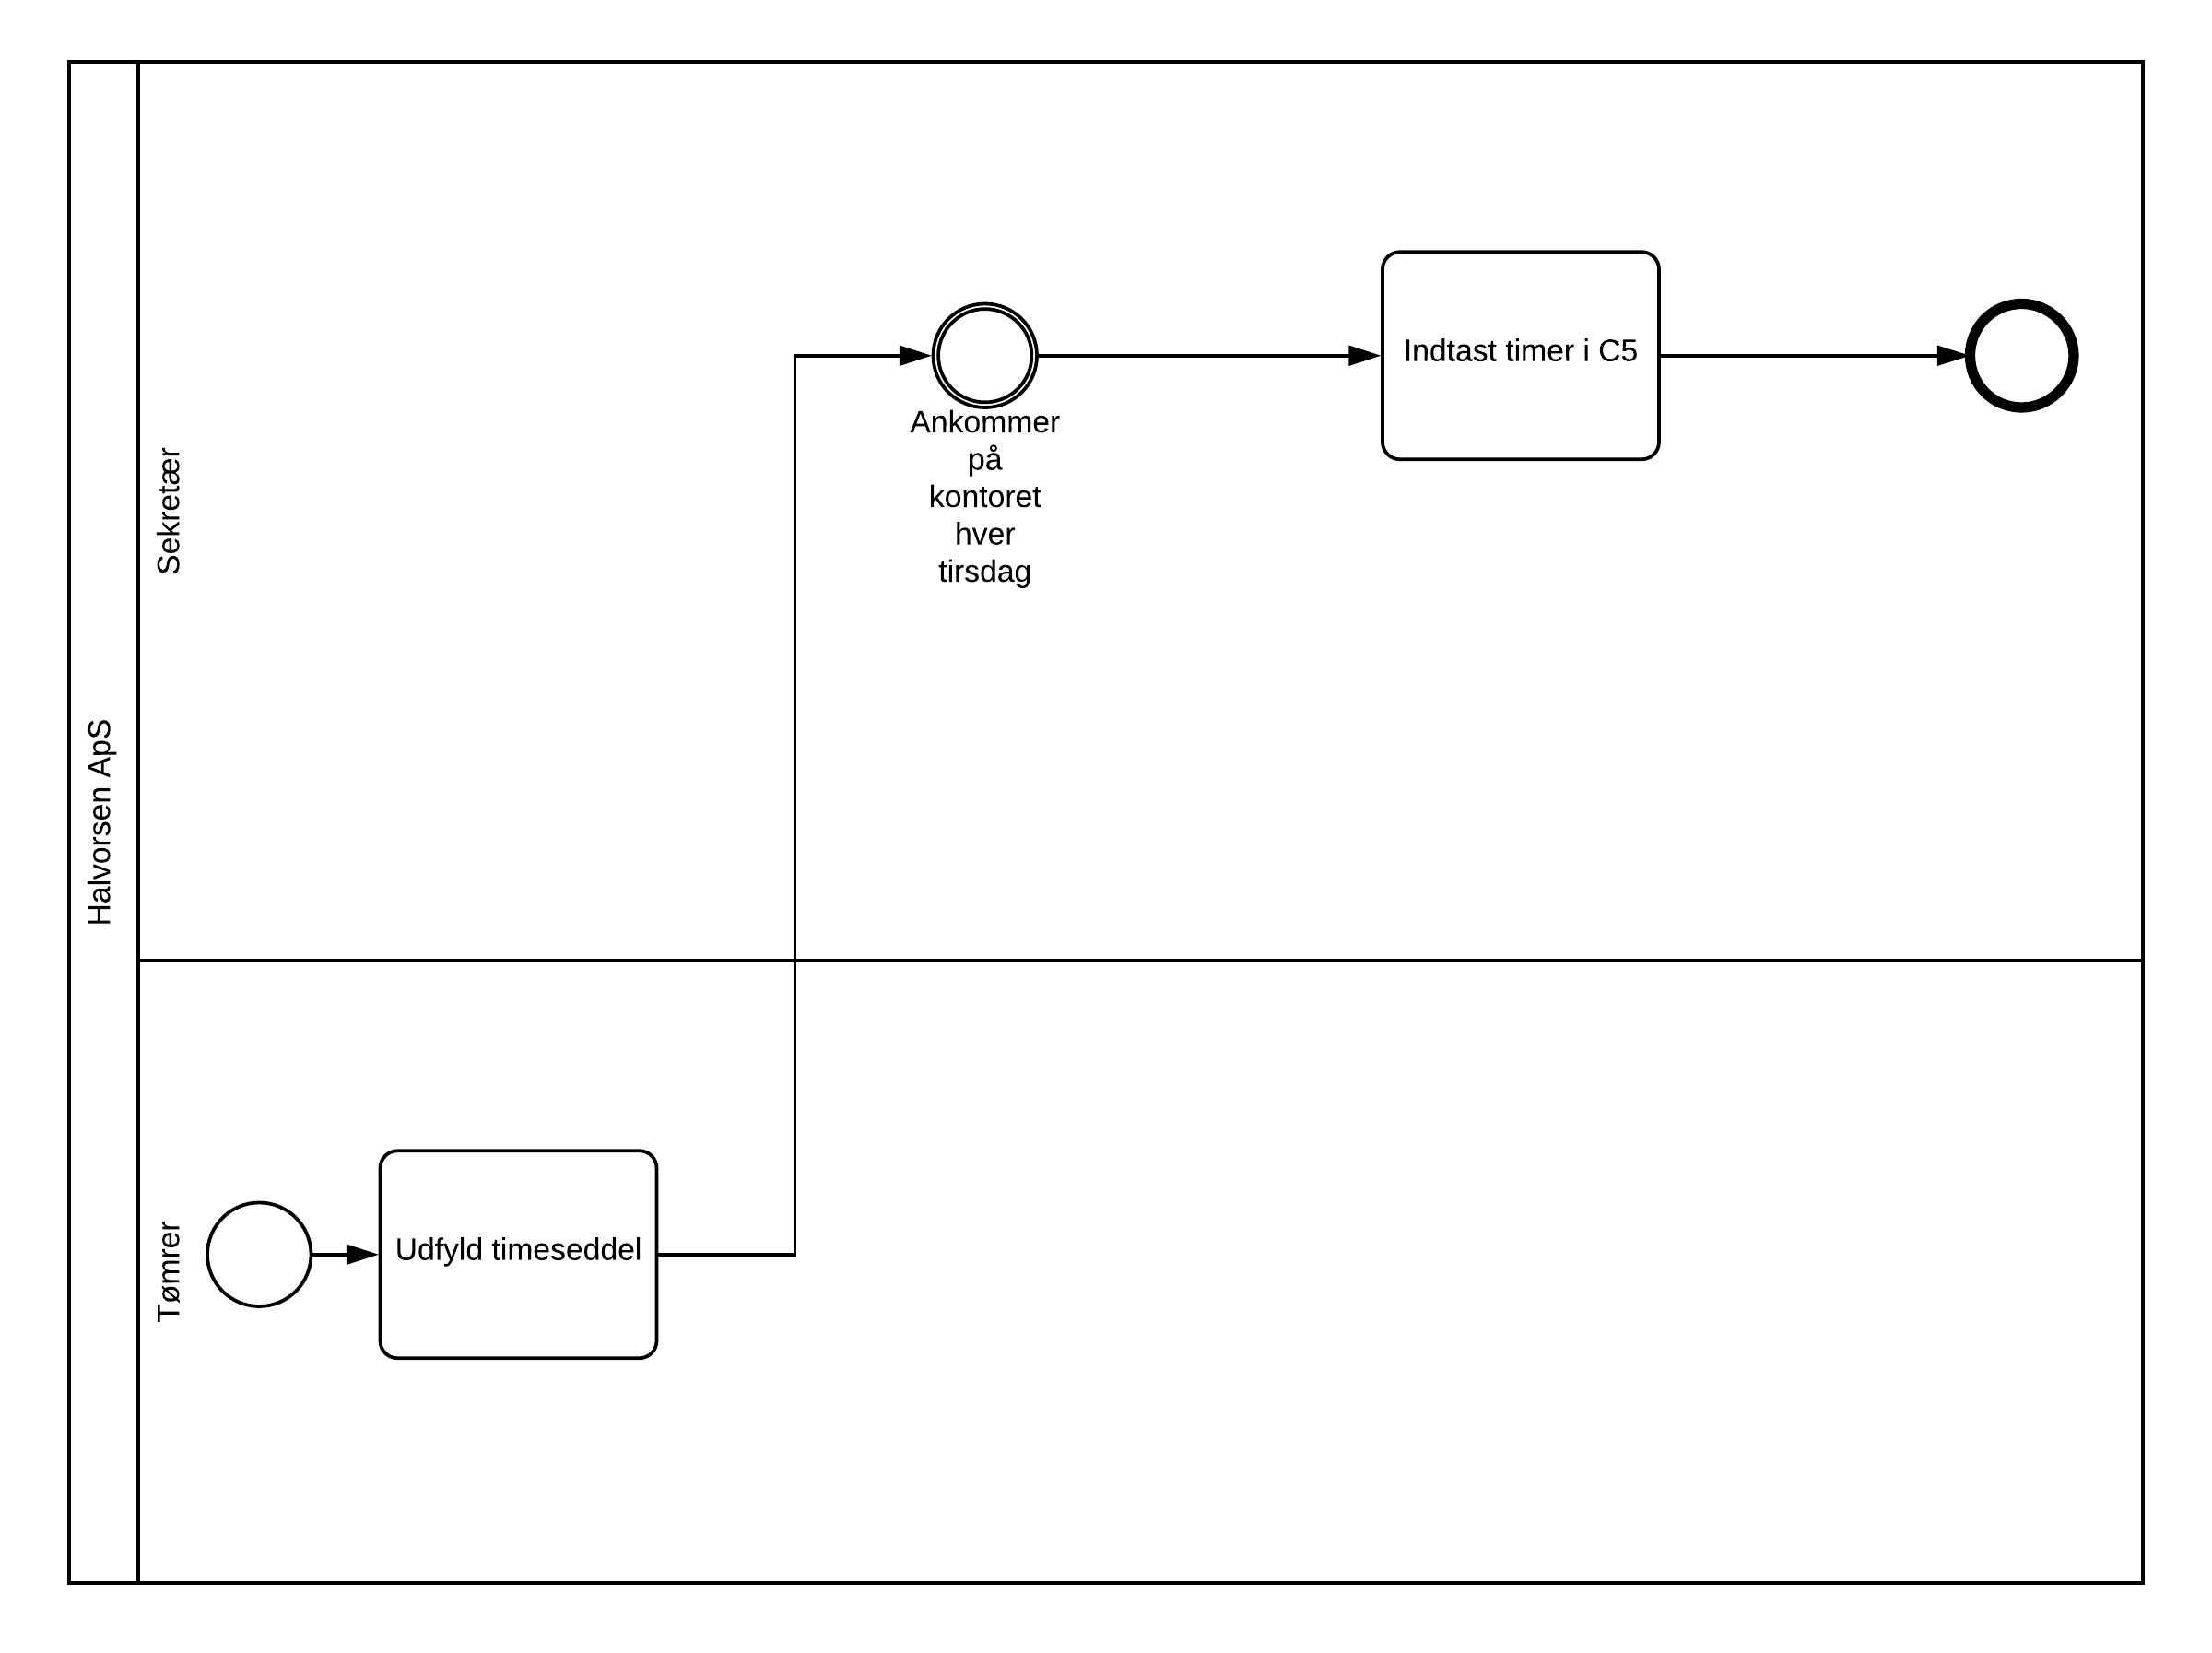 Halvorsen ApS
Sekretær
Ankommer
på
kontoret
hver
tirsdag
Indtast timer i C5
Tømrer
Udfyld timeseddel